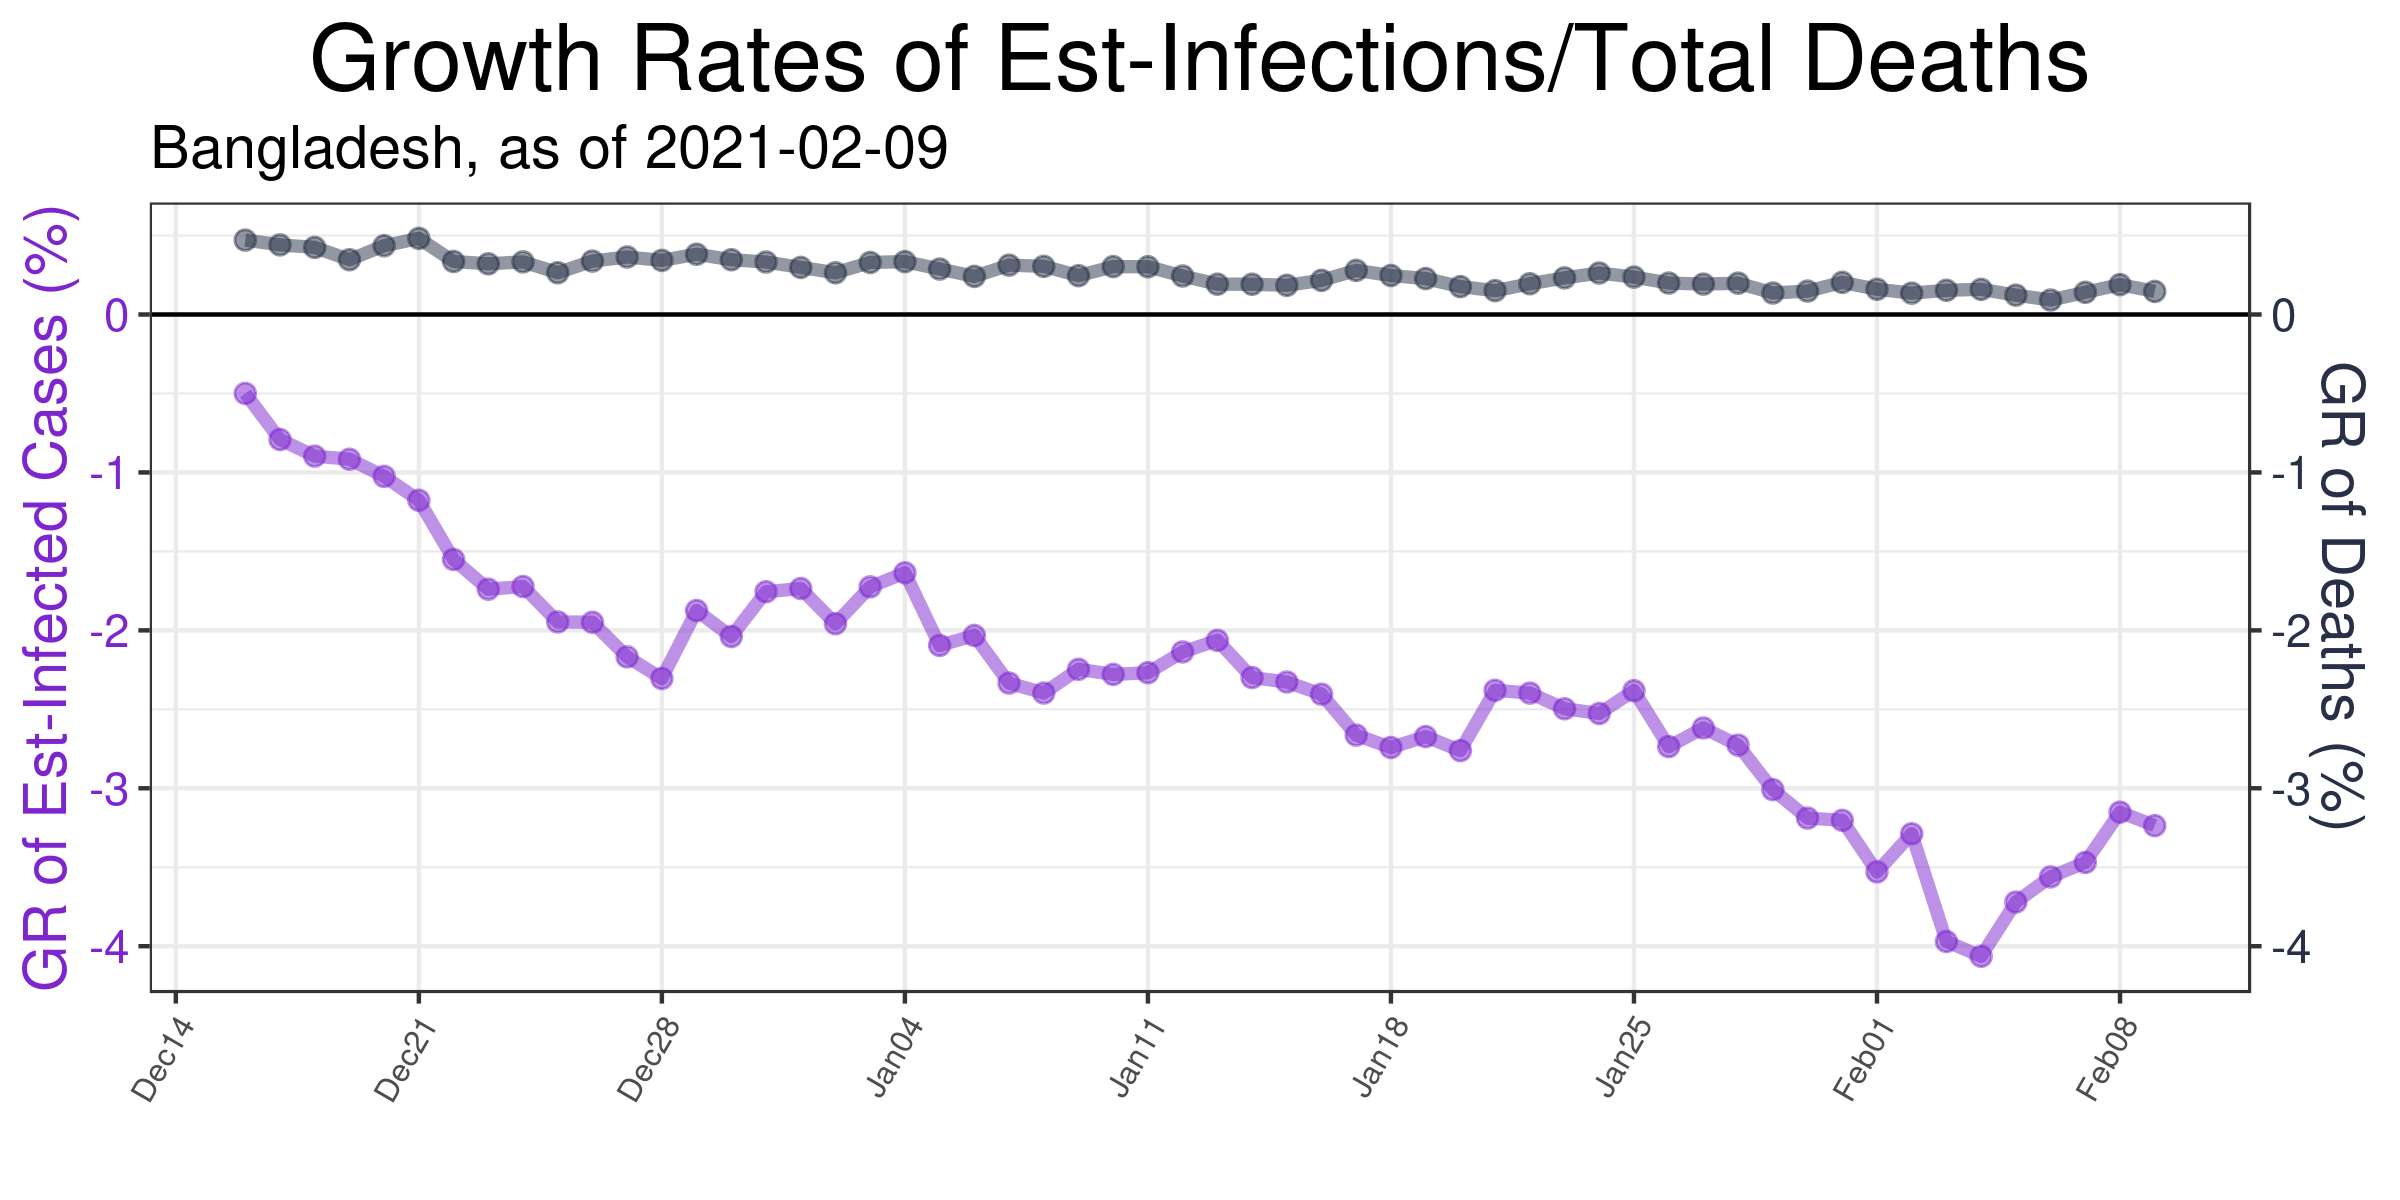 Growth Rates of Est-Infections/Total Deaths
Bangladesh, as of 2021-02-09
GR of Est-Infected Cases (%)
0
-1
-2
-3
-4
0
-1
-2
-3
-4
GR of Deaths (%)
Dec14
Dec21
Dec28
Jan04
Jan11
Jan18
Jan25
Feb01
Feb08